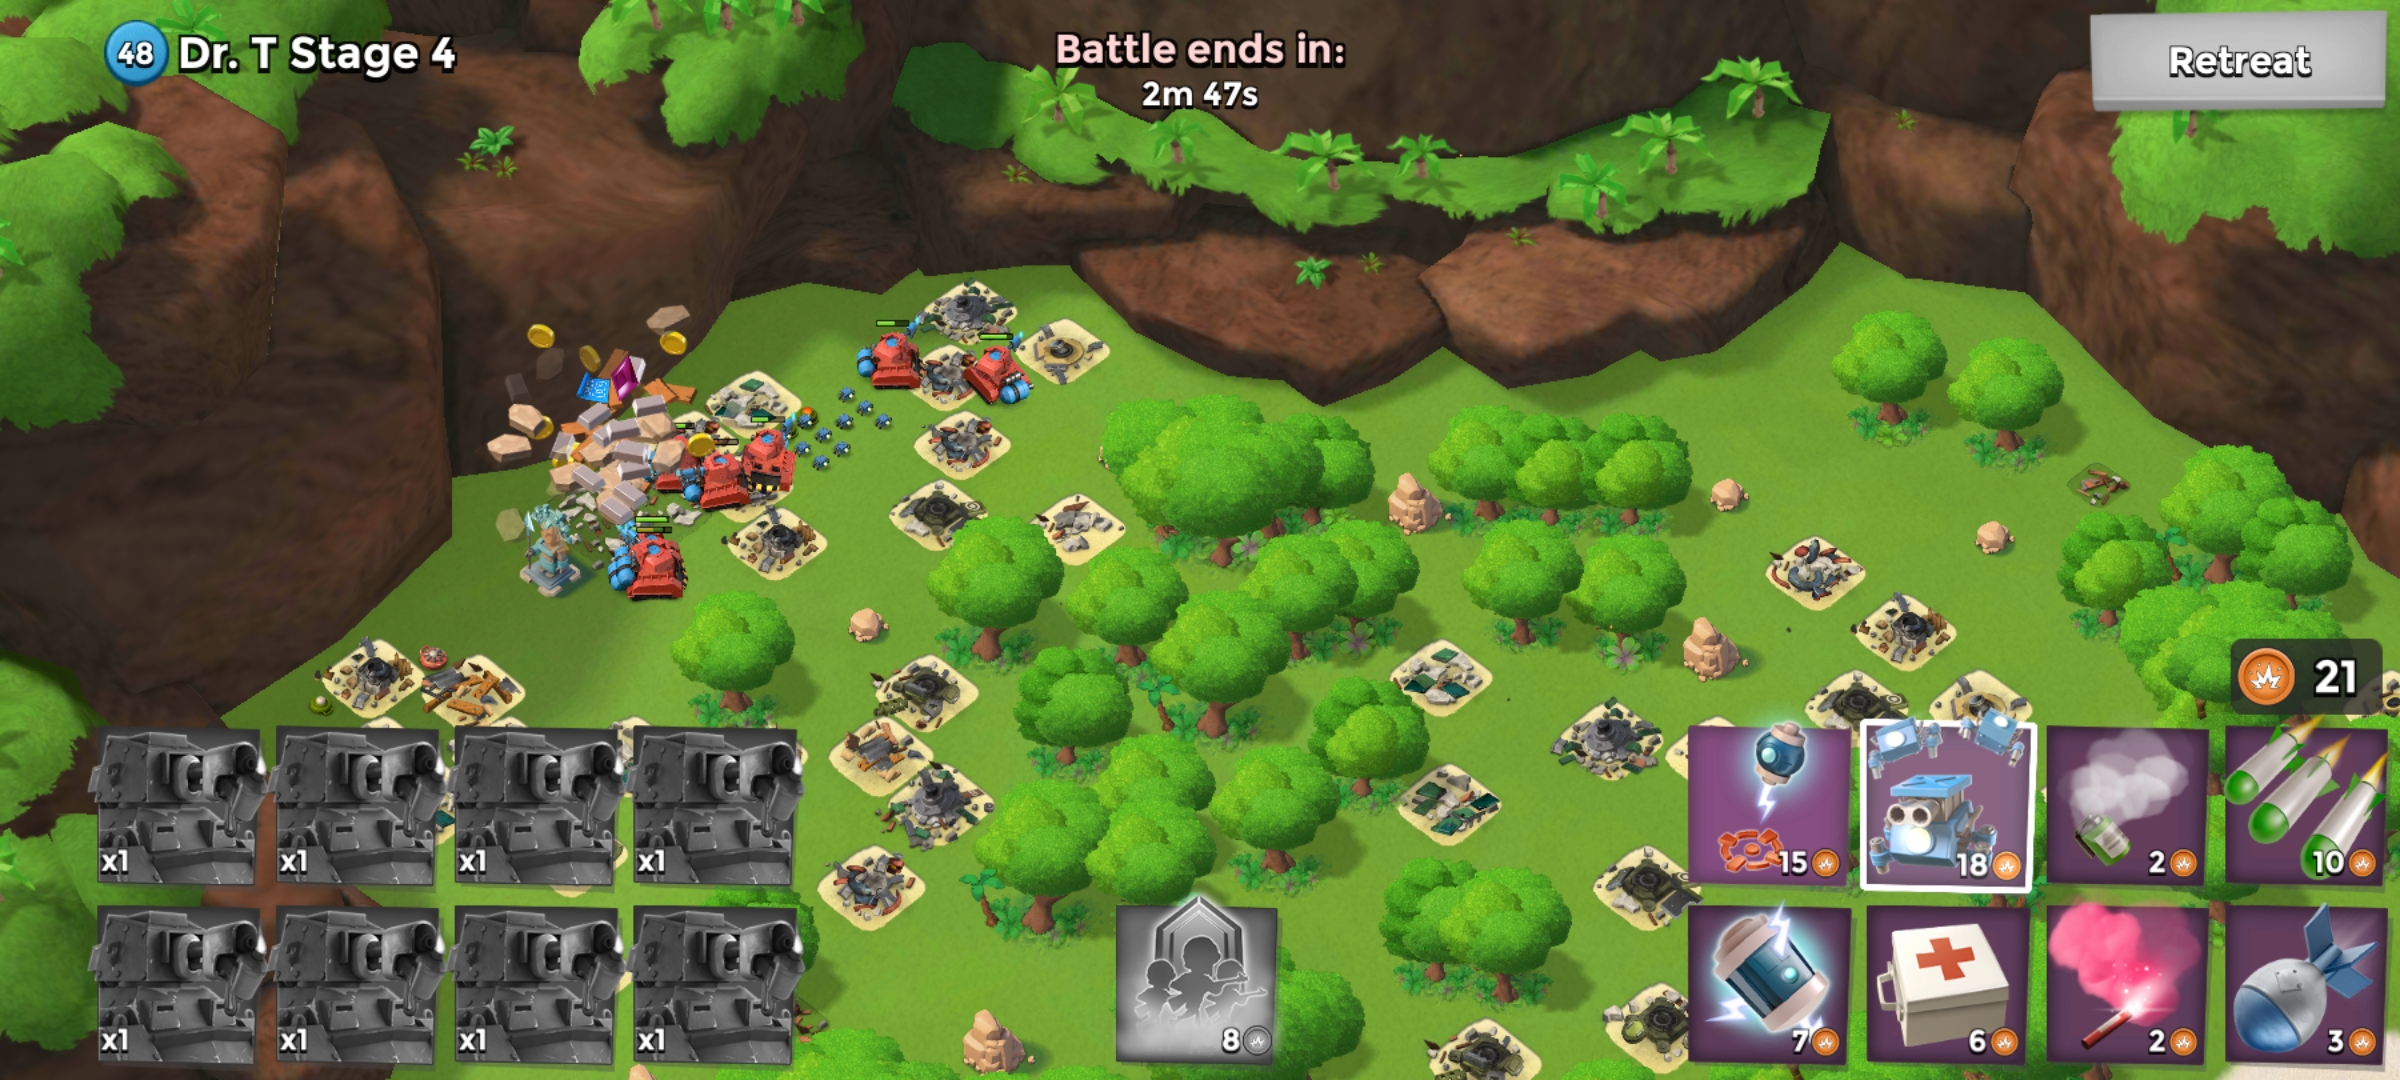 48 Dr. T Stage 4
Battle ends in:
2m 47s
Retreat
21
x1 x1 x1 x1
15 18 2 10
x1 x1 x1 x1
8
7 6 2 3